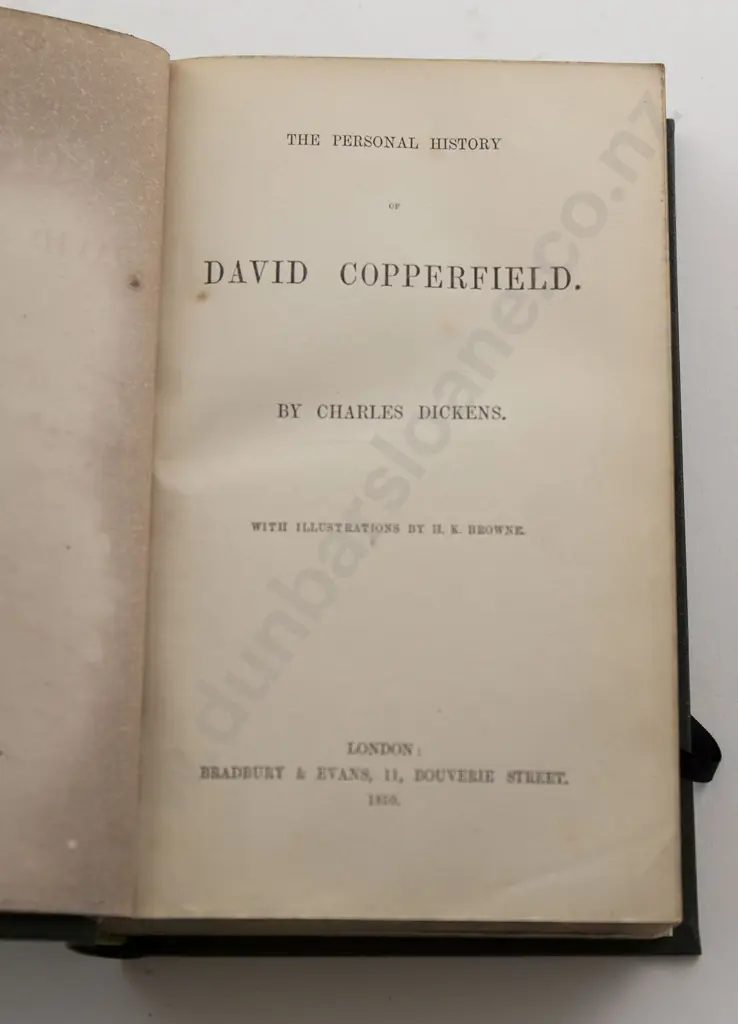 THE PERSONAL HISTORY
OF
DAVID COPPERFIELD.
BY CHARLES DICKENS.
WITH ILLUSTRATIONS BY H. K. BROWNE.
LONDON:
BRADBURY & EVANS, 11, BOUVERIE STREET.
1850.
dunbarsloane.co.nz